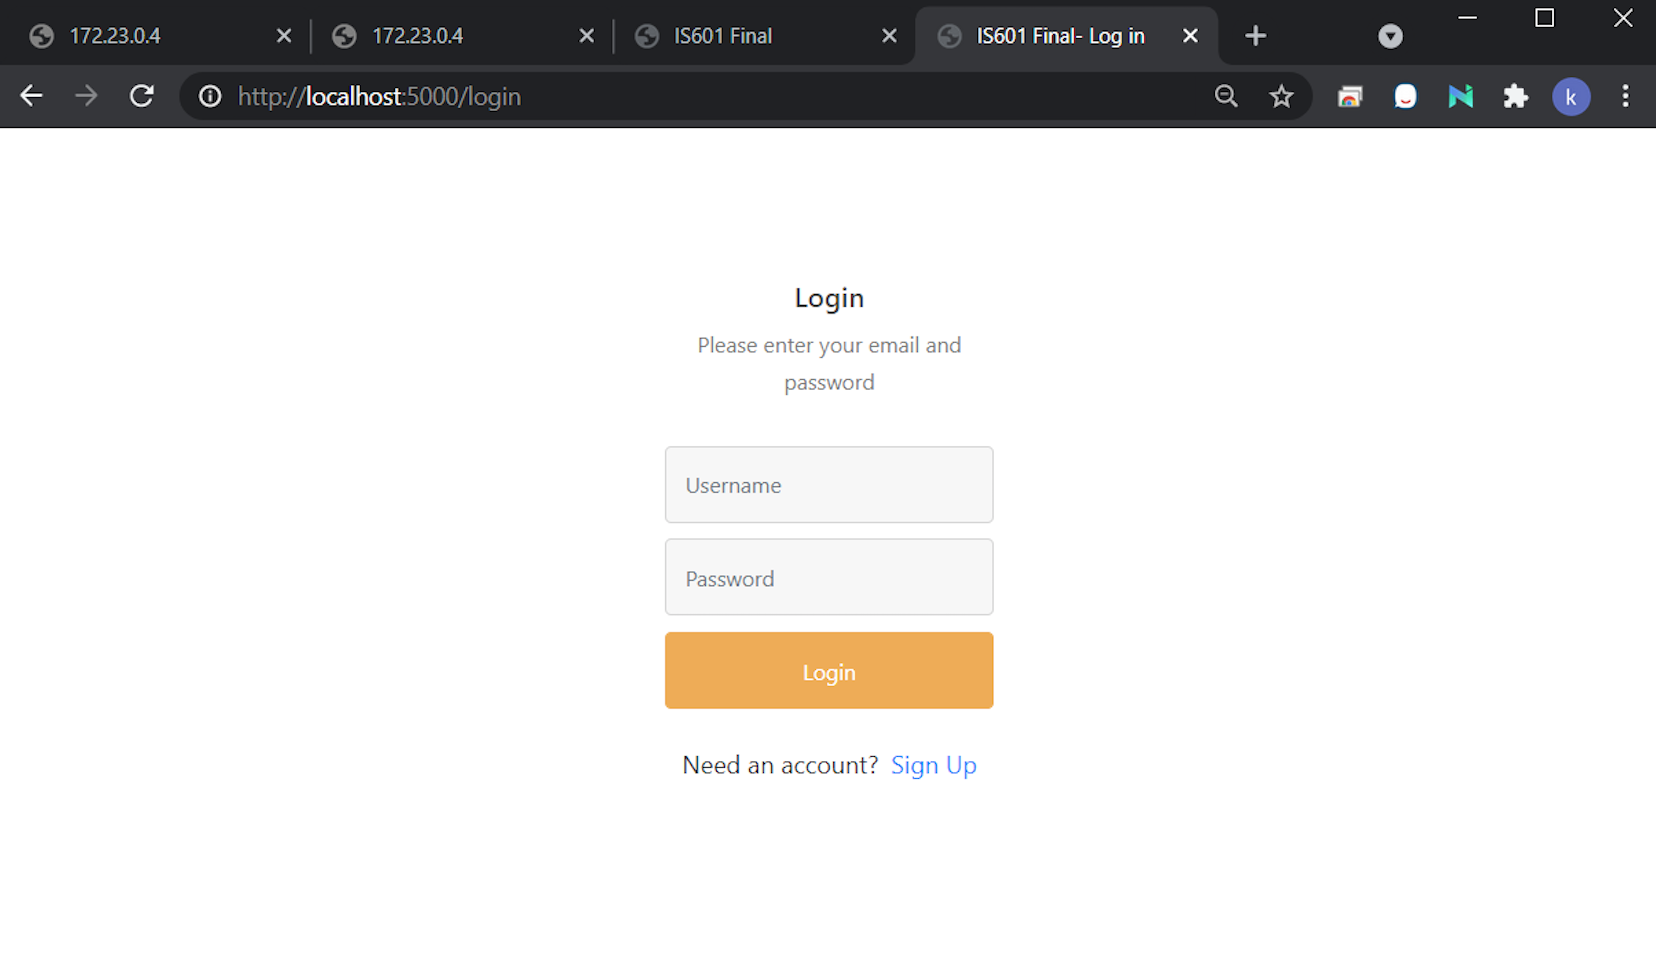 172.23.0.4
172.23.0.4
IS601 Final
IS601 Final- Log in
http://localhost:5000/login
k
Login
Please enter your email and
password
Username
Password
Login
Need an account? Sign Up